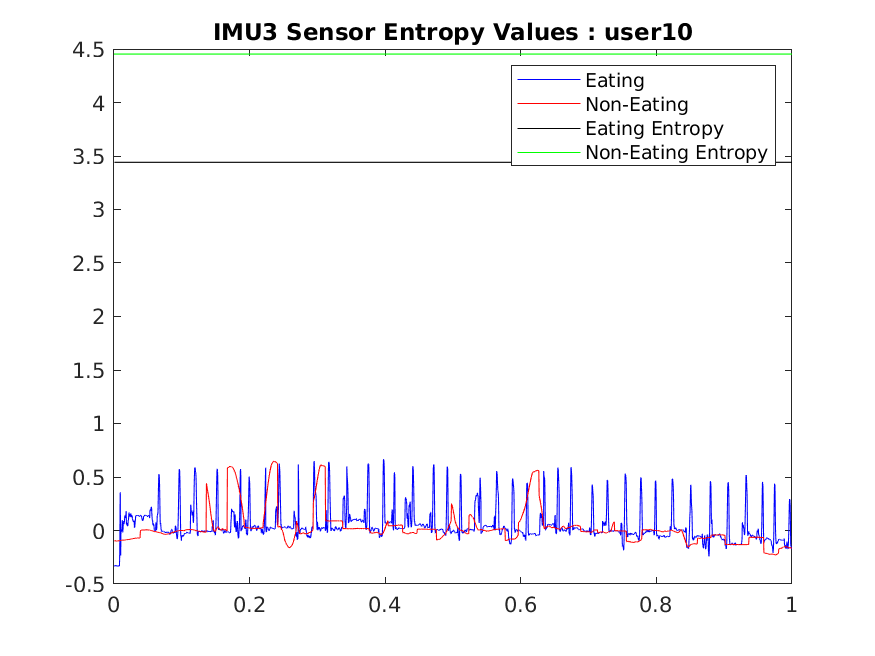 IMU3 Sensor Entropy Values : user10
4.5
4
3.5
3
2.5
2
1.5
1
0.5
0
-0.5
Eating
Non-Eating
Eating Entropy
Non-Eating Entropy
0 0.2 0.4 0.6 0.8 1